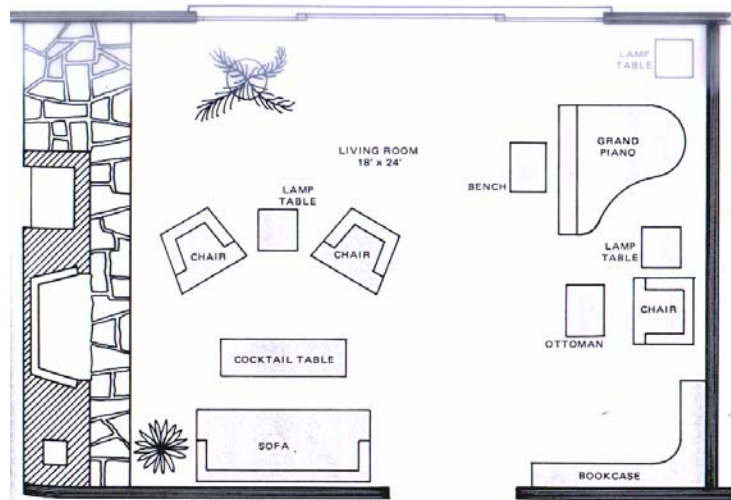 LAMP
TABLE
LIVING ROOM
18' x 24'
GRAND
PIANO
BENCH
LAMP
TABLE
CHAIR
CHAIR
LAMP
TABLE
CHAIR
OTTOMAN
COCKTAIL TABLE
SOFA
BOOKCASE